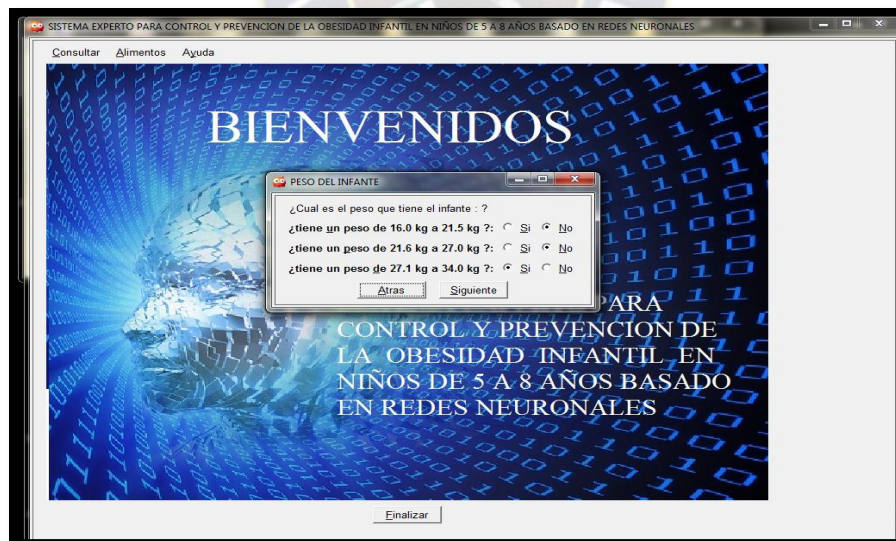 SISTEMA EXPERTO PARA CONTROL Y PREVENCION DE LA OBESIDAD INFANTIL EN NIÑOS DE 5 A 8 AÑOS BASADO EN REDES NEURONALES
Consultar Alimentos Ayuda
BIENVENIDOS
PESO DEL INFANTE
¿Cual es el peso que tiene el infante : ?
¿tiene un peso de 16.0 kg a 21.5 kg ?: Si No
¿tiene un peso de 21.6 kg a 27.0 kg ?: Si No
¿tiene un peso de 27.1 kg a 34.0 kg ?: Si No
Atras Siguiente
PARA
CONTROL Y PREVENCION DE
LA OBESIDAD INFANTIL EN
NIÑOS DE 5 A 8 AÑOS BASADO
EN REDES NEURONALES
Finalizar